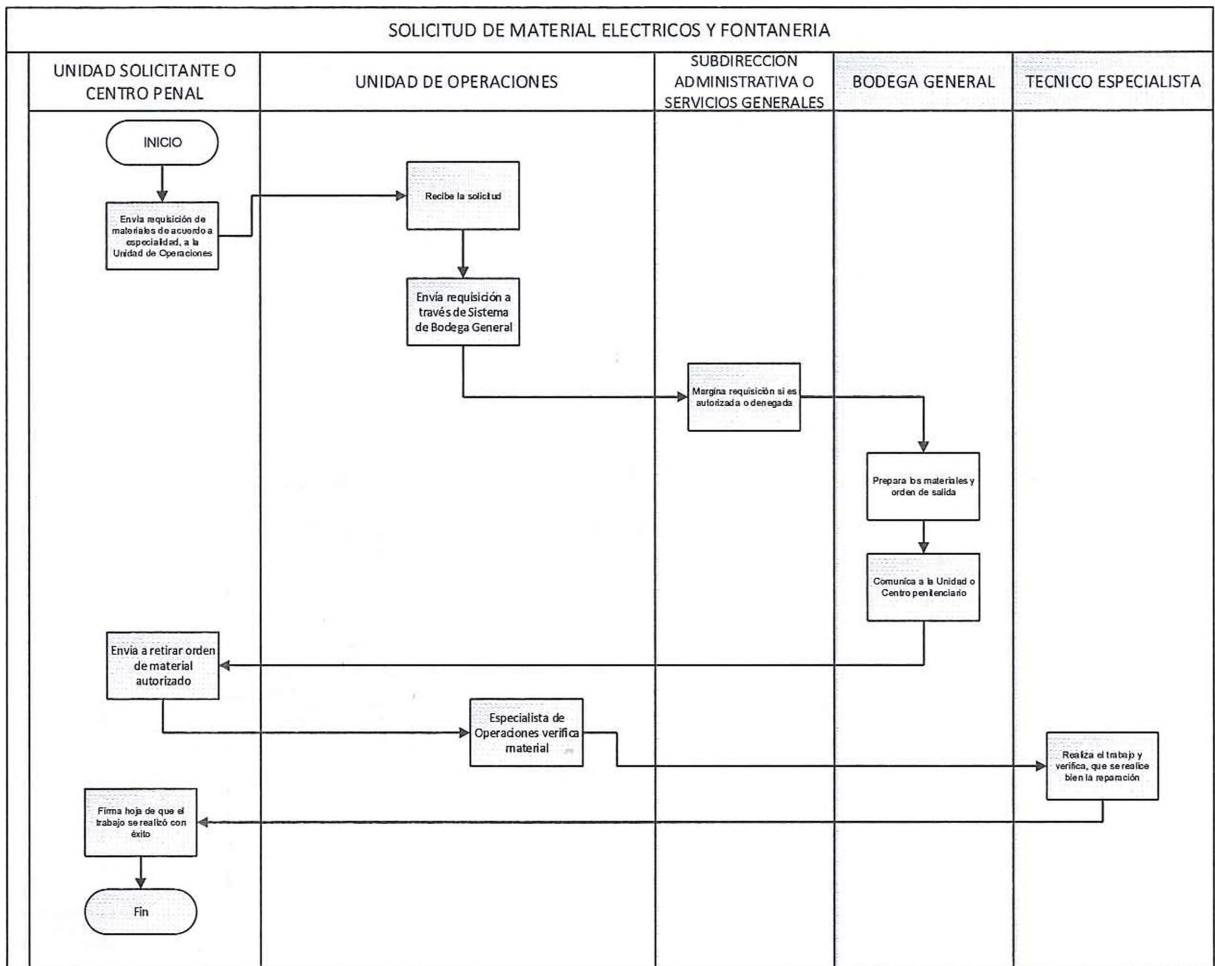 SOLICITUD DE MATERIAL ELECTRICOS Y FONTANERIA
UNIDAD SOLICITANTE O
CENTRO PENAL
UNIDAD DE OPERACIONES
SUBDIRECCION
ADMINISTRATIVA O
SERVICIOS GENERALES
BODEGA GENERAL
TECNICO ESPECIALISTA
INICIO
Envía requisición de
materiales de acuerdo a
especialidad, a la
Unidad de Operaciones
Recibe la solicitud
Envía requisición a
través de Sistema
de Bodega General
Margina requisición si es
autorizada o denegada
Prepara los materiales y
orden de salida
Comunica a la Unidad o
Centro penitenciario
Envía a retirar orden
de material
autorizado
Especialista de
Operaciones verifica
material
Realiza el trabajo y
verifica, que se realice
bien la reparación
Firma hoja de que el
trabajo se realizó con
éxito
Fin